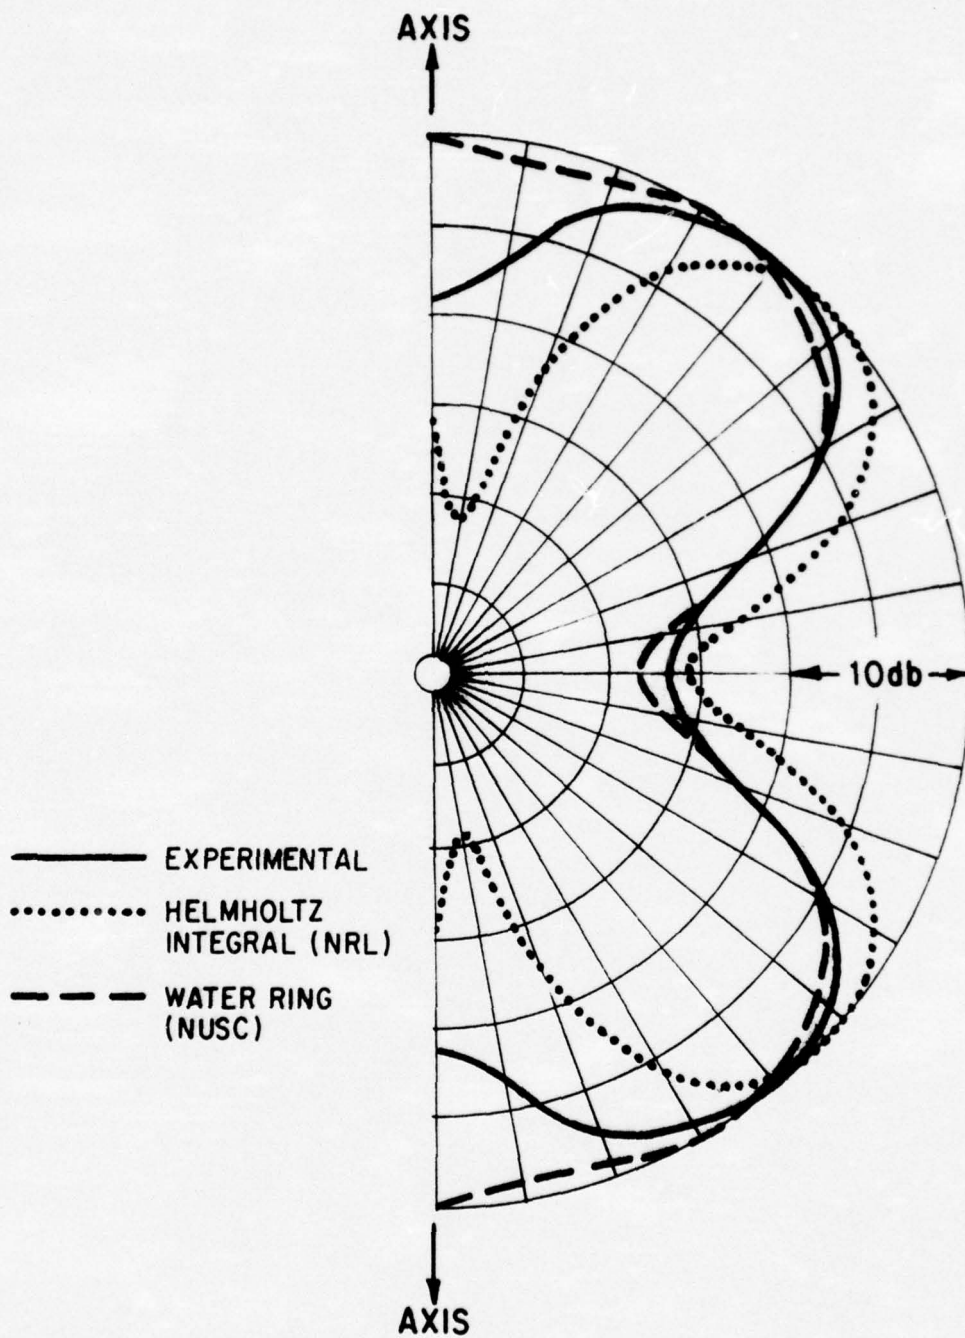 AXIS
10db
EXPERIMENTAL
HELMHOLTZ
INTEGRAL (NRL)
WATER RING
(NUSC)
AXIS